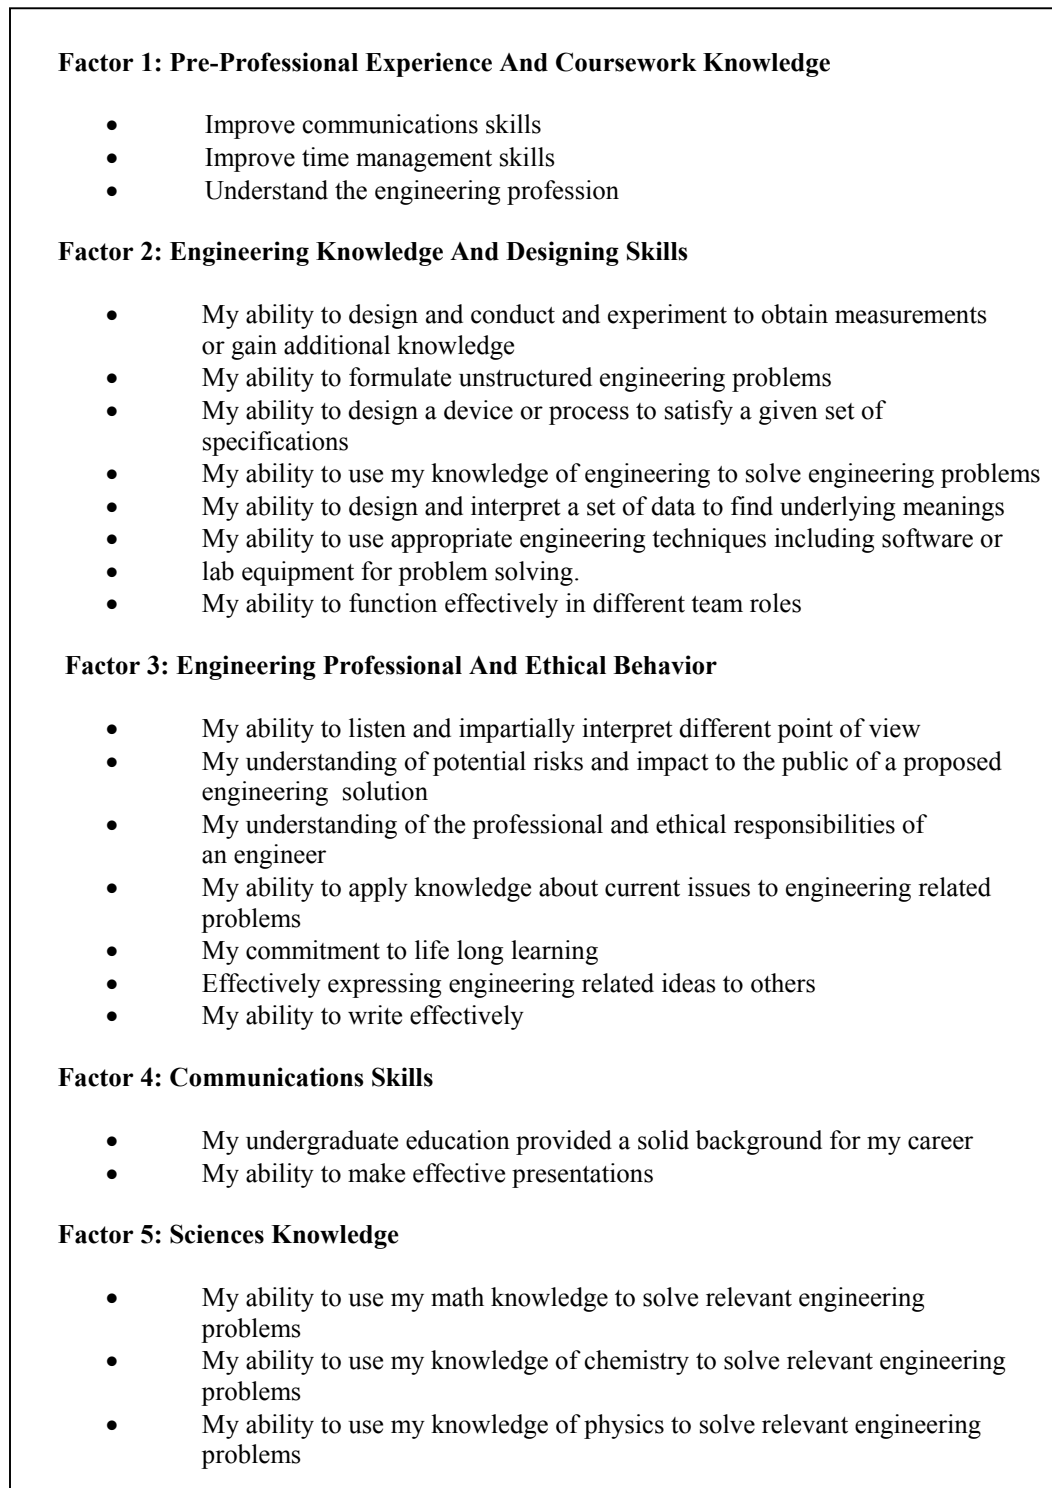 Factor 1: Pre-Professional Experience And Coursework Knowledge
• Improve communications skills
• Improve time management skills
• Understand the engineering profession
Factor 2: Engineering Knowledge And Designing Skills
• My ability to design and conduct and experiment to obtain measurements
or gain additional knowledge
• My ability to formulate unstructured engineering problems
• My ability to design a device or process to satisfy a given set of
specifications
• My ability to use my knowledge of engineering to solve engineering problems
• My ability to design and interpret a set of data to find underlying meanings
• My ability to use appropriate engineering techniques including software or
• lab equipment for problem solving.
• My ability to function effectively in different team roles
Factor 3: Engineering Professional And Ethical Behavior
• My ability to listen and impartially interpret different point of view
• My understanding of potential risks and impact to the public of a proposed
engineering solution
• My understanding of the professional and ethical responsibilities of
an engineer
• My ability to apply knowledge about current issues to engineering related
problems
• My commitment to life long learning
• Effectively expressing engineering related ideas to others
• My ability to write effectively
Factor 4: Communications Skills
• My undergraduate education provided a solid background for my career
• My ability to make effective presentations
Factor 5: Sciences Knowledge
• My ability to use my math knowledge to solve relevant engineering
problems
• My ability to use my knowledge of chemistry to solve relevant engineering
problems
• My ability to use my knowledge of physics to solve relevant engineering
problems